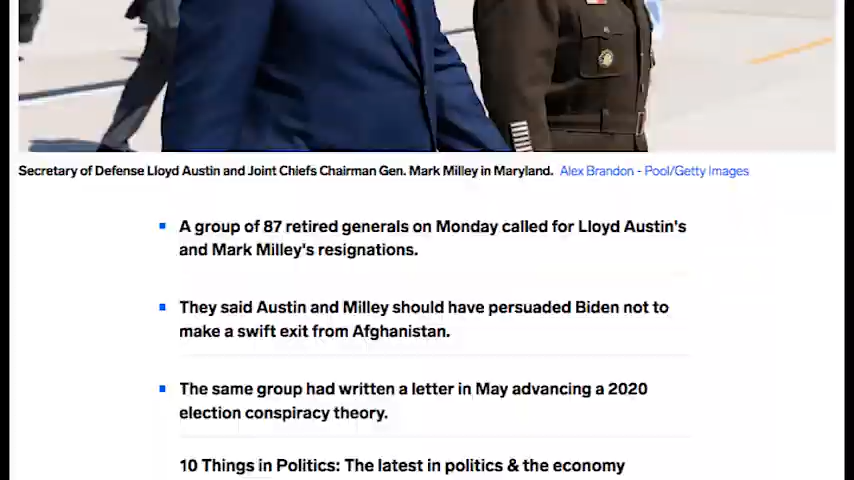 Secretary of Defense Lloyd Austin and Joint Chiefs Chairman Gen. Mark Milley in Maryland. Alex Brandon - Pool/Getty Images
A group of 87 retired generals on Monday called for Lloyd Austin's
and Mark Milley's resignations.
They said Austin and Milley should have persuaded Biden not to
make a swift exit from Afghanistan.
The same group had written a letter in May advancing a 2020
election conspiracy theory.
10 Things in Politics: The latest in politics & the economy